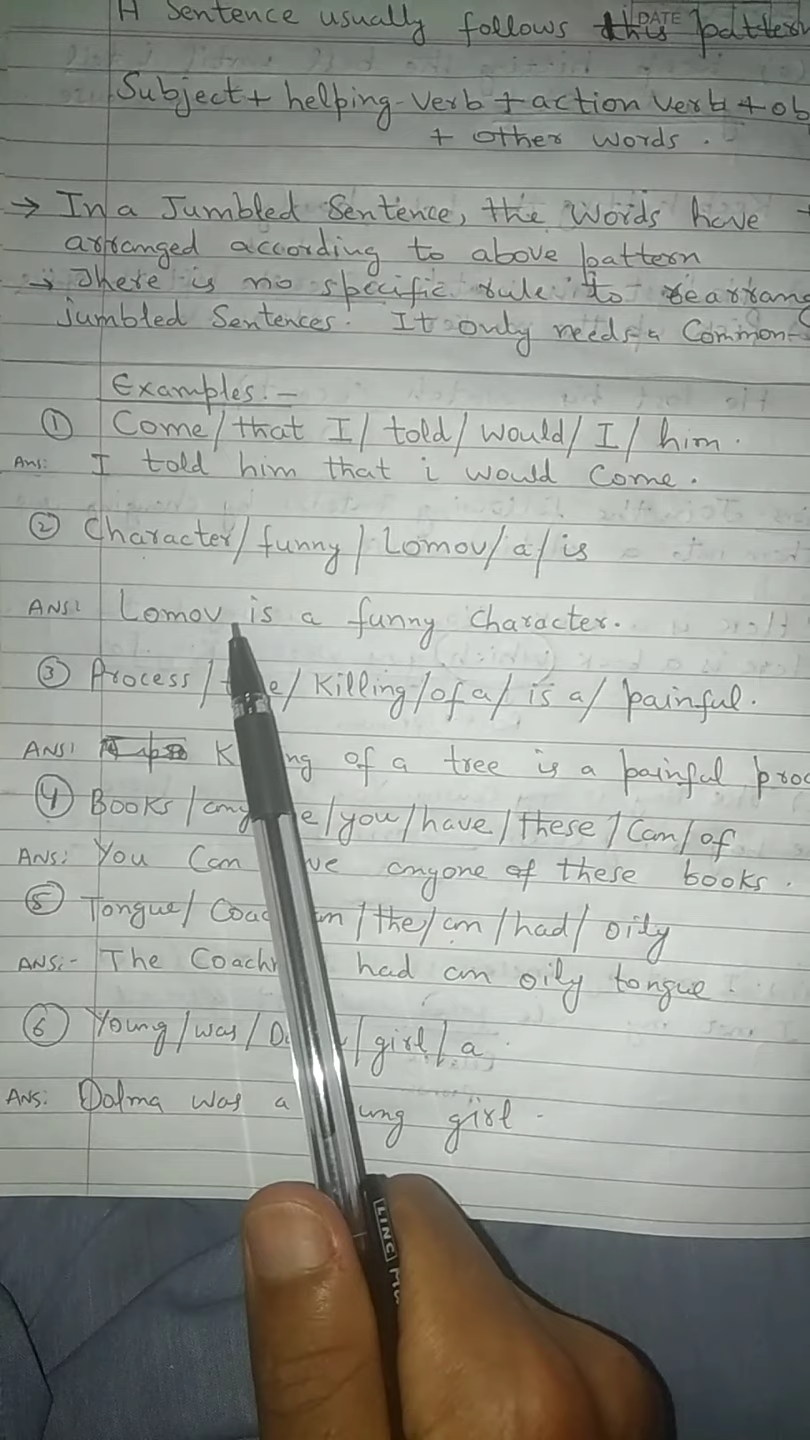 A Sentence usually follows this pattern
DATE
Subject + helping-verb + action verb + ob
+ other words.
→ In a Jumbled Sentence, the words have
arranged according to above pattern
→ There is no specific rule to rearrang
jumbled Sentences. It only needs a Common-
Examples:-
① Come/that I/told/would/I/him.
Ans: I told him that i would Come.
② Character/funny/Lomov/a/is
ANS: Lomov is a funny Character.
③ Process/ /Killing/of a/is a/painful.
ANS: of a tree is a painful
④ Books/ /you/have/these/Can/of
ANS: You Can anyone of these books.
⑤ Tongue/ /the/an/had/oily
ANS:- The had an oily tongue.
⑥ Young/was/ /girl/a.
ANS: Dolma was a girl.
LINC